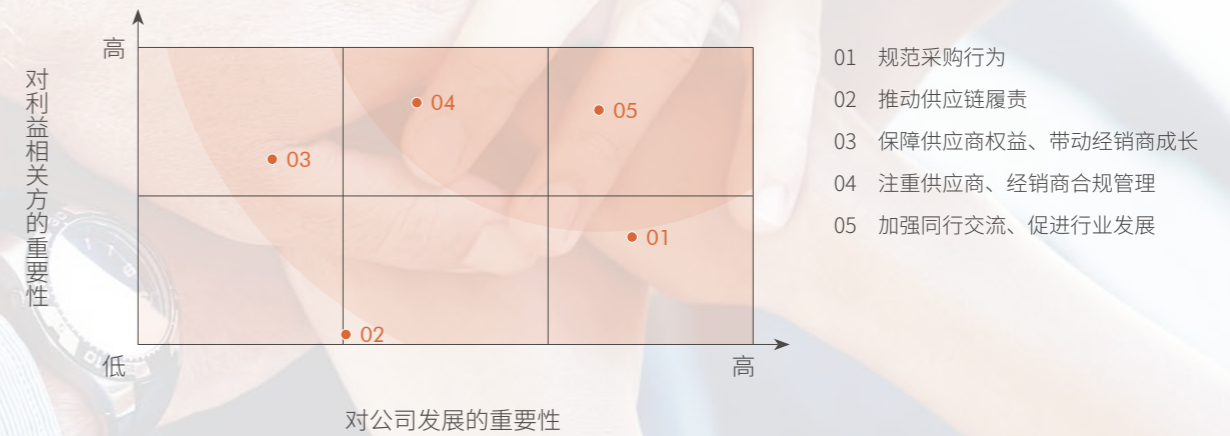 高
对利益相关方的重要性
04
05
03
01
02
低
高
对公司发展的重要性
01 规范采购行为
02 推动供应链履责
03 保障供应商权益、带动经销商成长
04 注重供应商、经销商合规管理
05 加强同行交流、促进行业发展